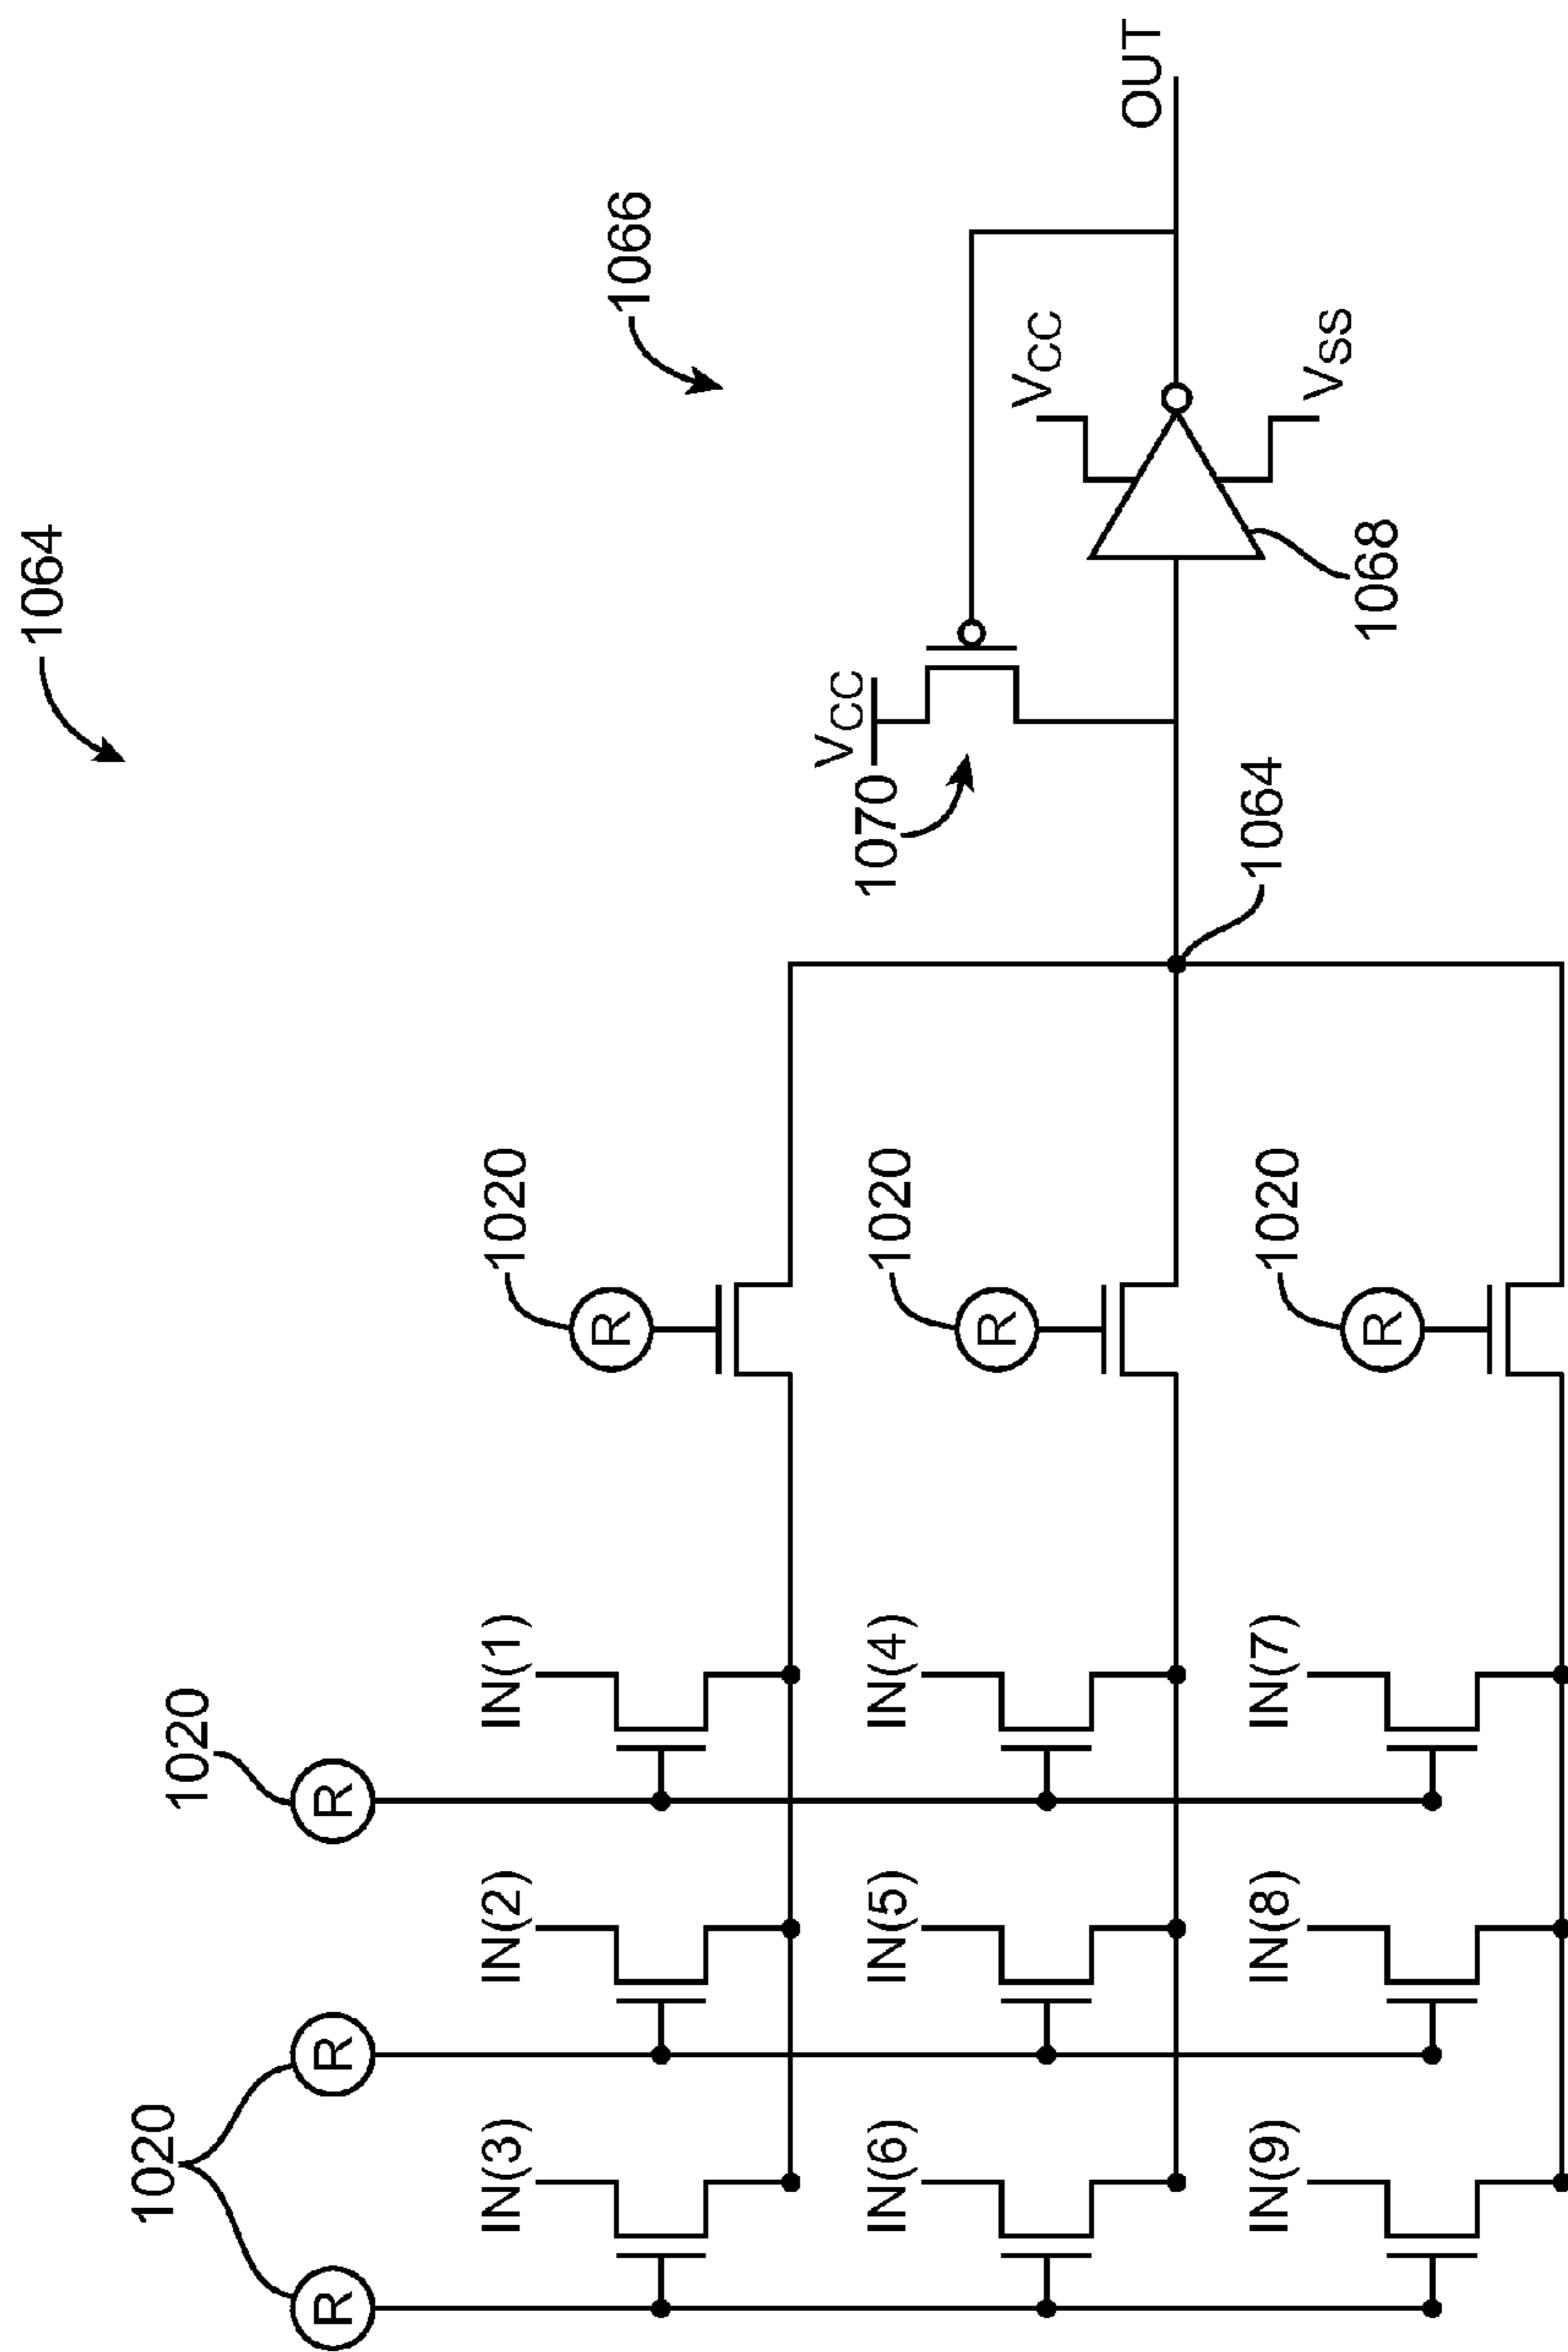 1064
1066
OUT
VCC
VSS
1068
VCC
1070
1064
1020
R
1020
R
1020
R
1020
R
IN(1)
IN(4)
IN(7)
R
IN(2)
IN(5)
IN(8)
1020
R
IN(3)
IN(6)
IN(9)